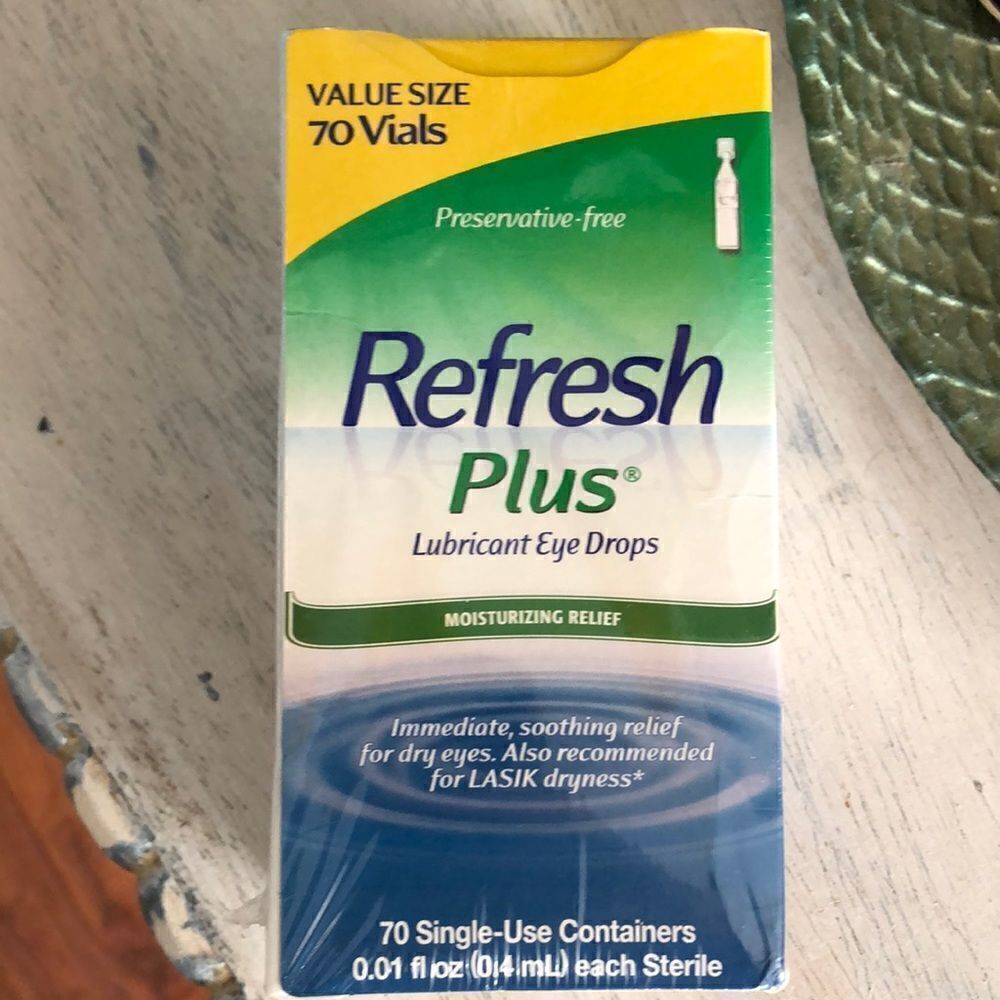 VALUE SIZE
70 Vials
Preservative-free
Refresh
Plus®
Lubricant Eye Drops
MOISTURIZING RELIEF
Immediate, soothing relief
for dry eyes. Also recommended
for LASIK dryness*
70 Single-Use Containers
0.01 fl oz (0.4 mL) each Sterile